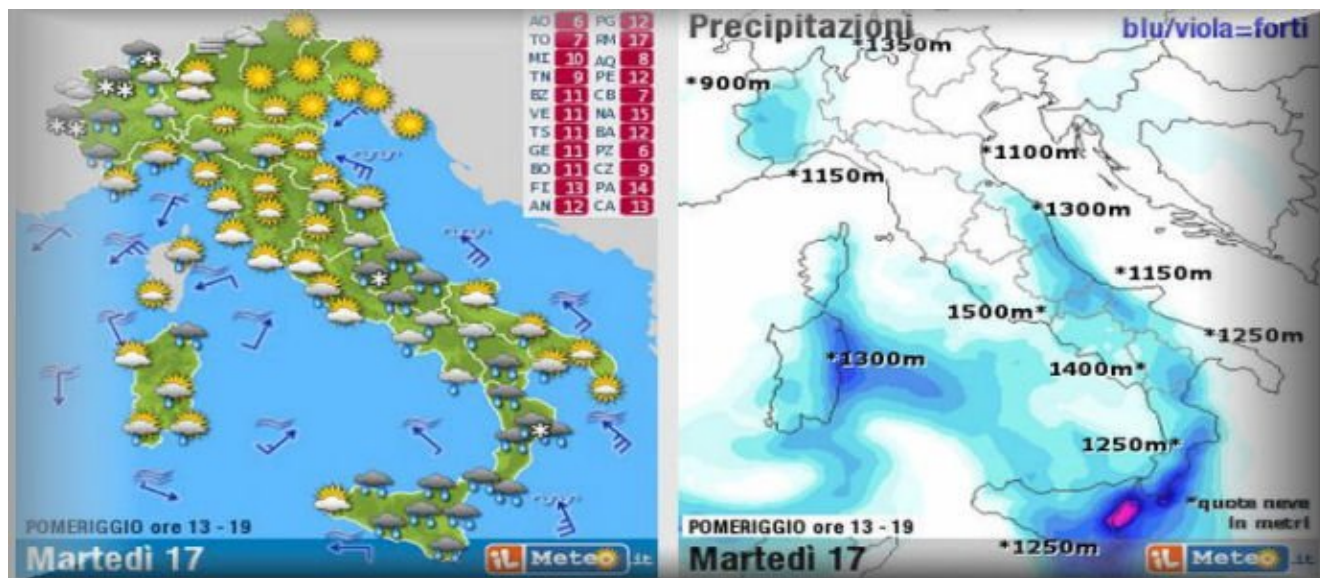 AO 6 PG 12
TO 7 RM 17
MI 10 AQ 8
TN 9 PE 12
BZ 11 CB 7
VE 11 NA 15
TS 11 BA 12
GE 11 PZ 6
BO 11 CZ 9
FI 13 PA 14
AN 12 CA 13
POMERIGGIO ore 13 - 19
Martedì 17
iL Meteo.it
Precipitazioni
blu/viola=forti
*1350m
*900m
*1100m
*1150m
*1300m
*1150m
1500m*
*1250m
*1300m
1400m*
1250m*
*quote neve
in metri
POMERIGGIO ore 13 - 19
*1250m
Martedì 17
iL Meteo.it